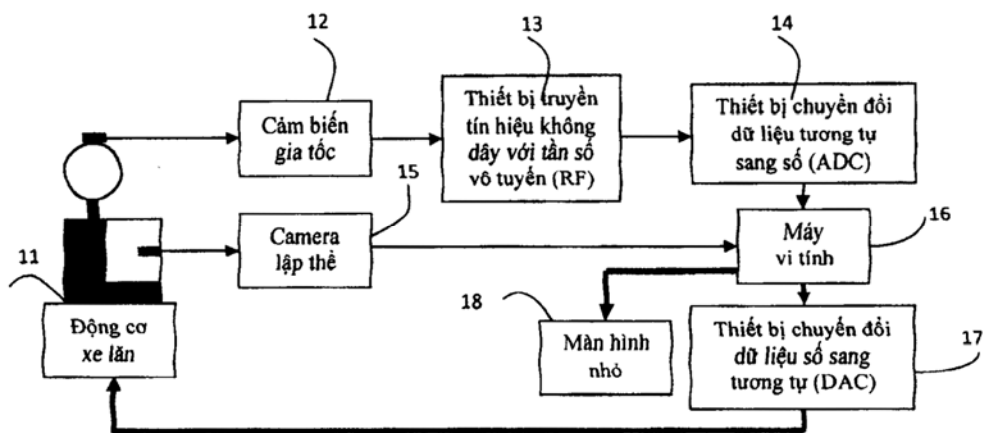 12
13
14
Cảm biến
gia tốc
Thiết bị truyền
tín hiệu không
dây với tần số
vô tuyến (RF)
Thiết bị chuyển đổi
dữ liệu tương tự
sang số (ADC)
15
Camera
lập thể
16
Máy
vi tính
11
Động cơ
xe lăn
18
Màn hình
nhỏ
17
Thiết bị chuyển đổi
dữ liệu số sang
tương tự (DAC)